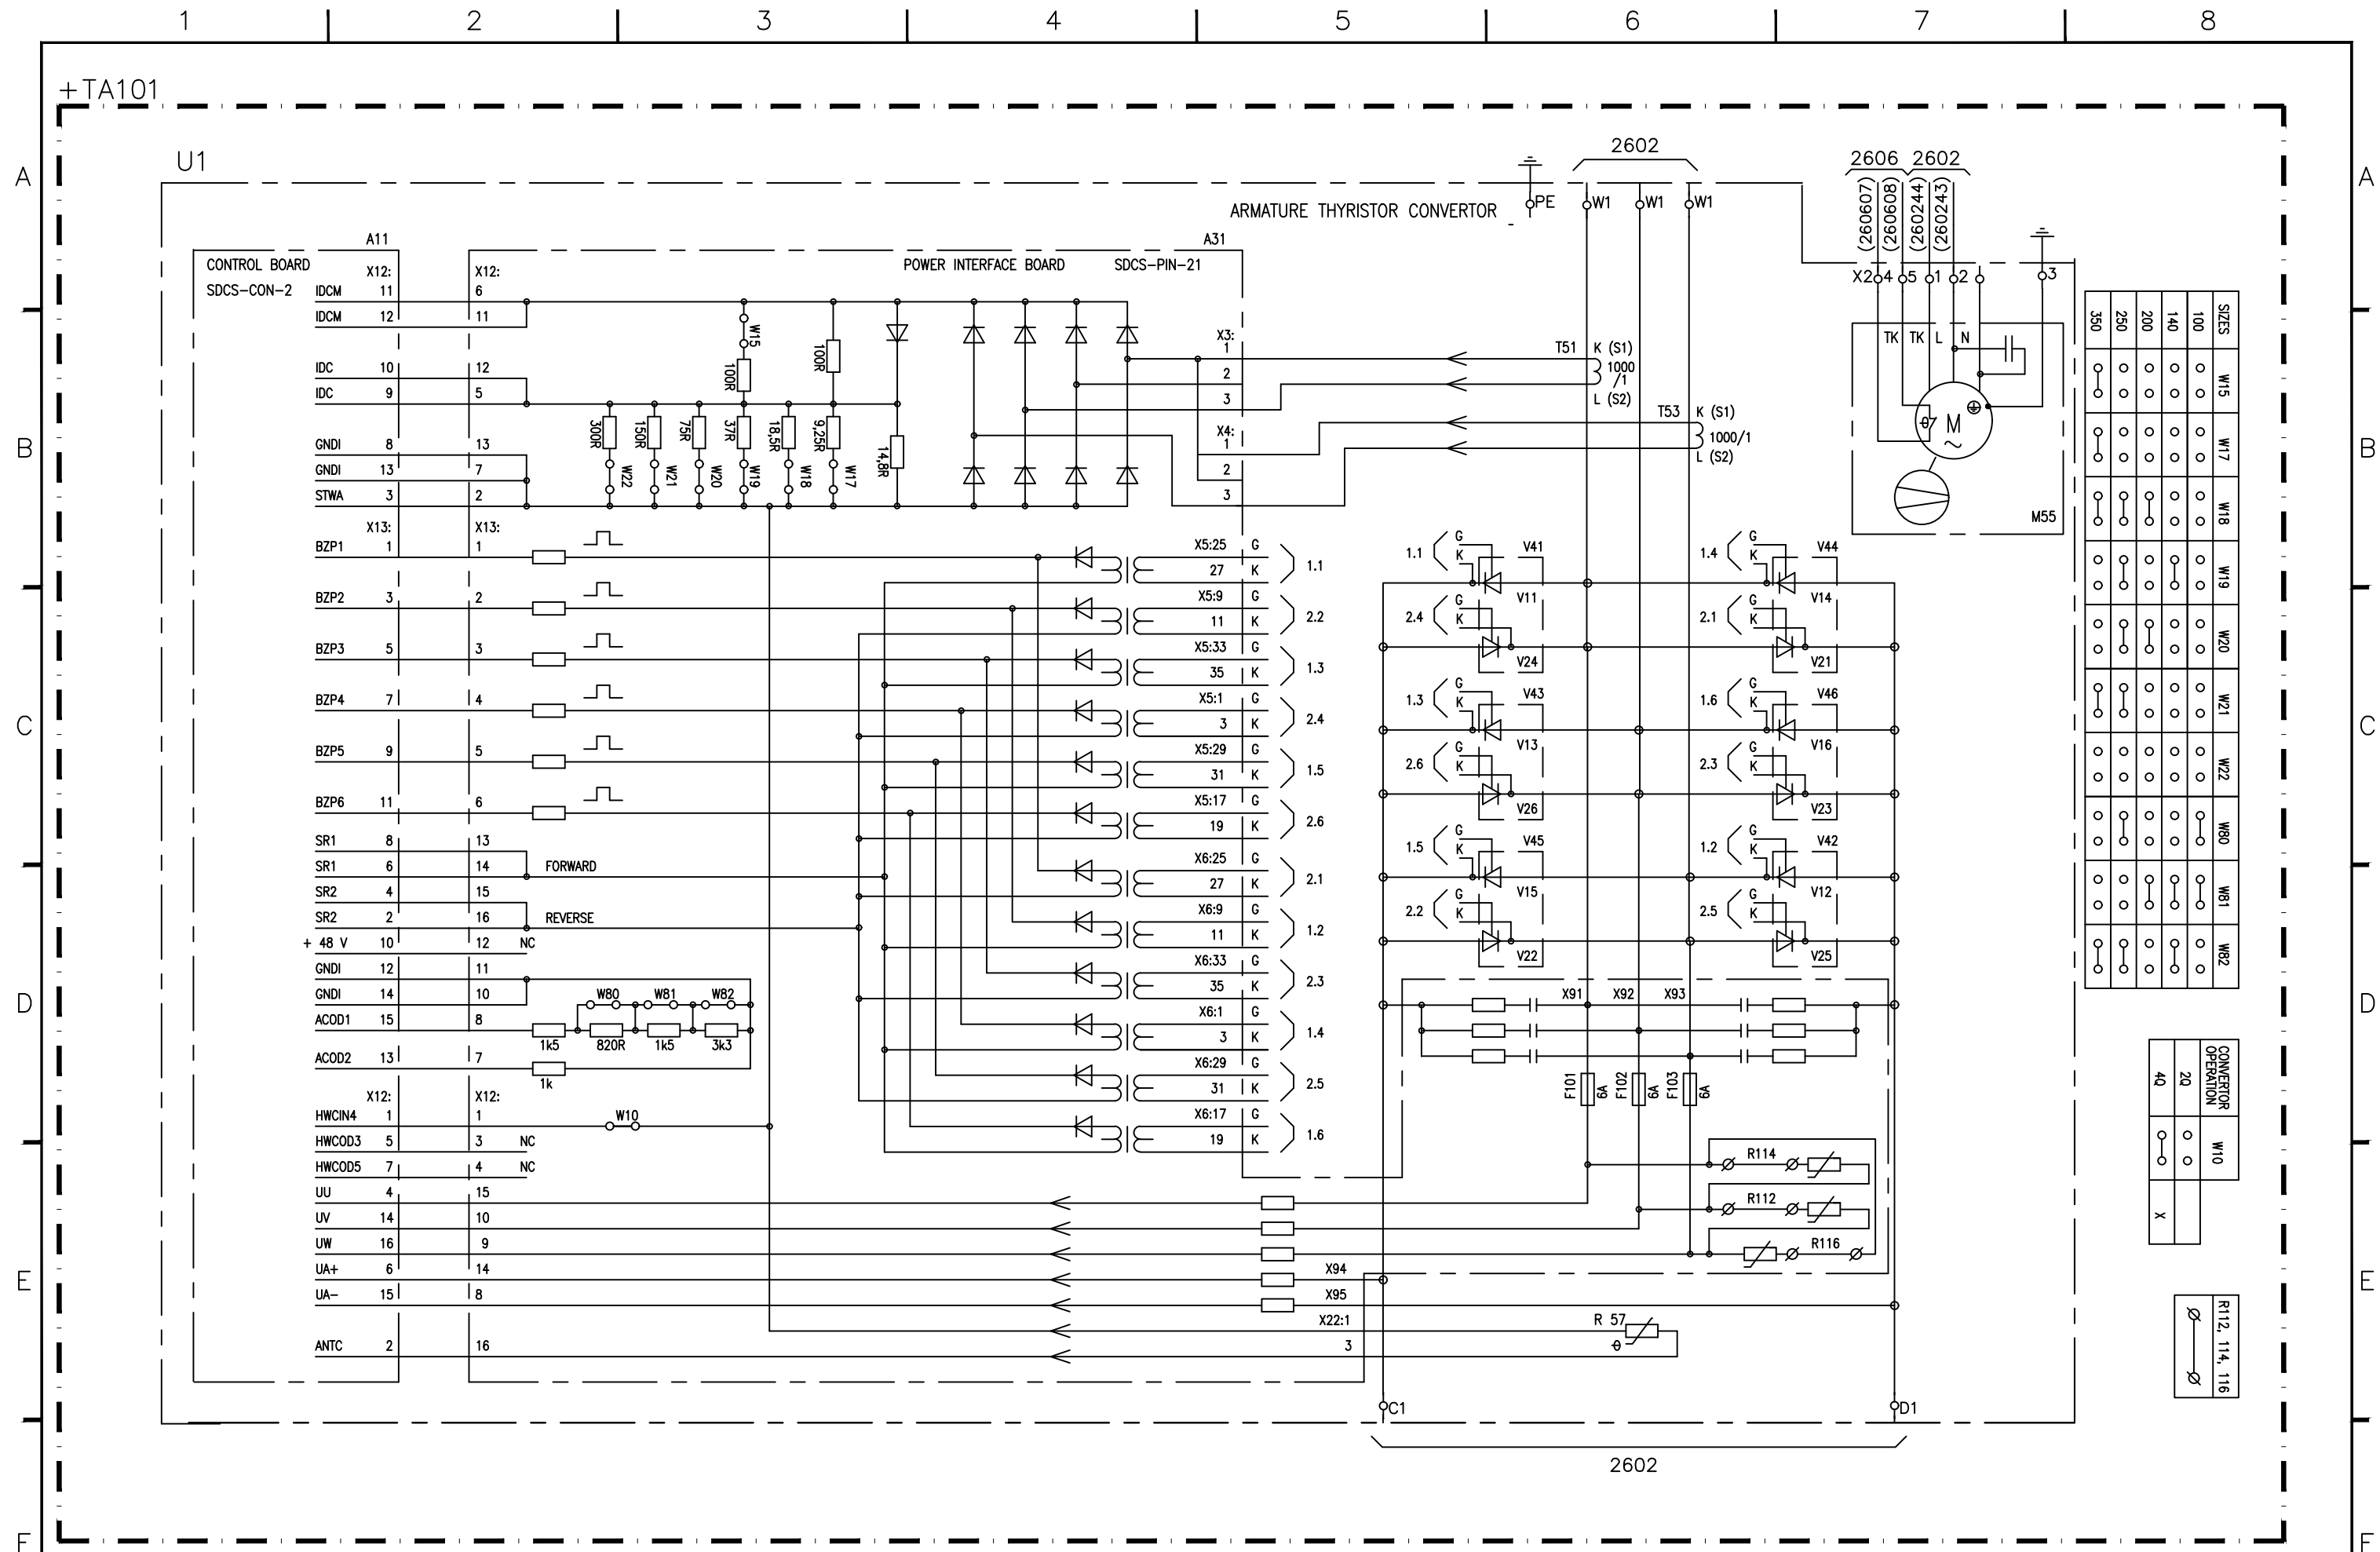 1 2 3 4 5 6 7 8
+TA101
A A
B B
C C
D D
E E
F F
U1
2602
2606 2602
(260607)
(260608)
(260244)
(260243)
ARMATURE THYRISTOR CONVERTOR
PE W1 W1 W1
X2 4 5 1 2 3
A11
CONTROL BOARD
SDCS-CON-2
A31
POWER INTERFACE BOARD SDCS-PIN-21
X12: X12:
IDCM 11 6
IDCM 12 11
IDC 10 12
IDC 9 5
GNDI 8 13
GNDI 13 7
STWA 3 2
X13: X13:
BZP1 1 1
BZP2 3 2
BZP3 5 3
BZP4 7 4
BZP5 9 5
BZP6 11 6
SR1 8 13
SR1 6 14 FORWARD
SR2 4 15
SR2 2 16 REVERSE
+ 48 V 10 12 NC
GNDI 12 11
GNDI 14 10
ACOD1 15 8
ACOD2 13 7
W80 W81 W82
1k5 820R 1k5 3k3
1k
X12: X12:
HWCIN4 1 1 W10
HWCOD3 5 3 NC
HWCOD5 7 4 NC
UU 4 15
UV 14 10
UW 16 9
UA+ 6 14
UA- 15 8
ANTC 2 16
W15
100R 100R
300R 150R 75R 37R 18,5R 9,25R 14,8R
W22 W21 W20 W19 W18 W17
X3:
1
2
3
X4:
1
2
3
T51 K (S1)
1000
/1
L (S2)
T53 K (S1)
1000/1
L (S2)
X5:25 G
27 K
1.1
X5:9 G
11 K
2.2
X5:33 G
35 K
1.3
X5:1 G
3 K
2.4
X5:29 G
31 K
1.5
X5:17 G
19 K
2.6
X6:25 G
27 K
2.1
X6:9 G
11 K
1.2
X6:33 G
35 K
2.3
X6:1 G
3 K
1.4
X6:29 G
31 K
2.5
X6:17 G
19 K
1.6
1.1 G K V41
V11
2.4 G K
V24
1.3 G K V43
V13
2.6 G K
V26
1.5 G K V45
V15
2.2 G K
V22
1.4 G K V44
V14
2.1 G K
V21
1.6 G K V46
V16
2.3 G K
V23
1.2 G K V42
V12
2.5 G K
V25
X91 X92 X93
F101 6A F102 6A F103 6A
R114
R112
R116
X94
X95
X22:1
3
R 57
θ
C1 D1
2602
TK TK L N
θ
M
~
M55
SIZES W15 W17 W18 W19 W20 W21 W22 W80 W81 W82
100
140
200
250
350
CONVERTOR
OPERATION W10
2Q
4Q X
R112, 114, 116